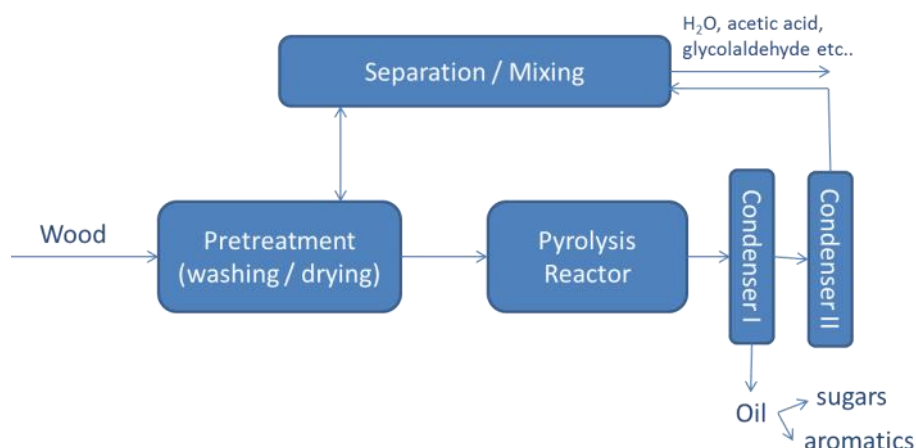 H₂O, acetic acid,
glycolaldehyde etc..
Separation / Mixing
Wood
Pretreatment
(washing / drying)
Pyrolysis
Reactor
Condenser I
Condenser II
Oil
sugars
aromatics